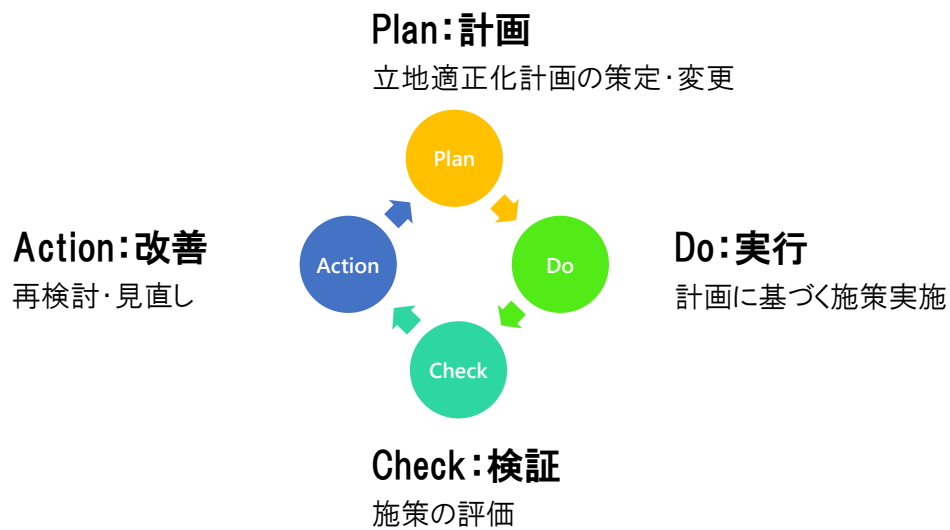 Plan：計画
立地適正化計画の策定・変更
Plan
Action：改善
再検討・見直し
Action
Do
Do：実行
計画に基づく施策実施
Check
Check：検証
施策の評価